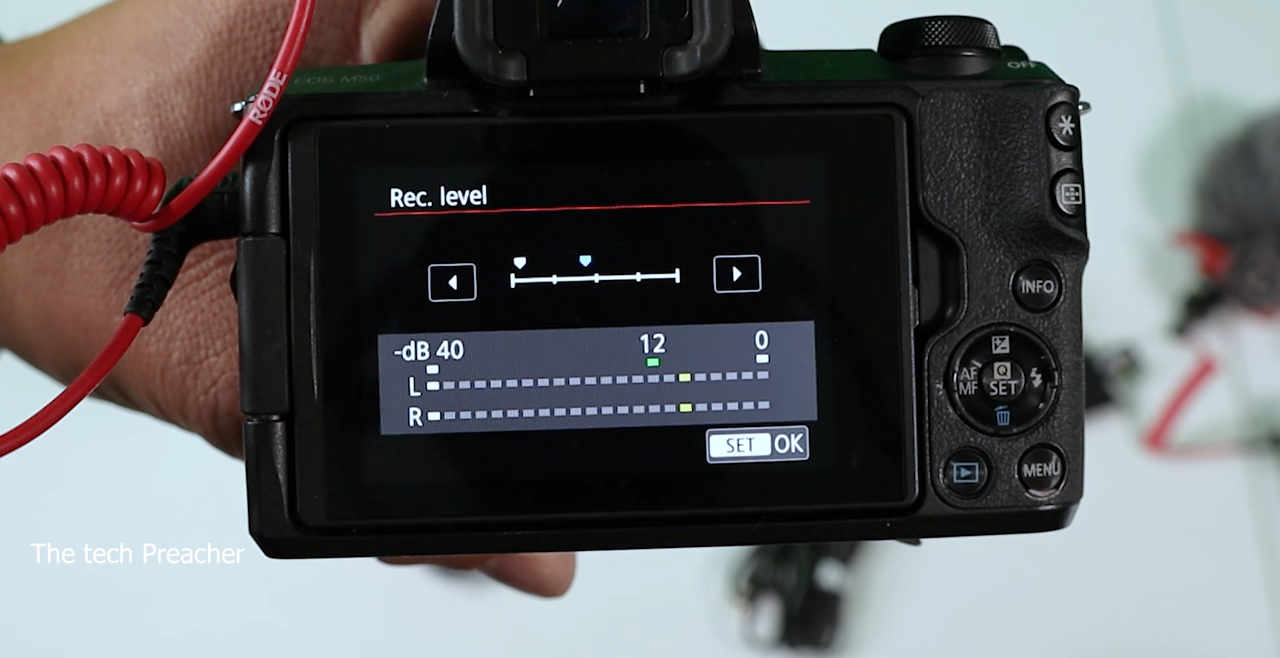 RØDE
EOS M50
OFF
Rec. level
-dB 40 12 0
L
R
SET OK
INFO
AF
MF
Q
SET
MENU
The tech Preacher